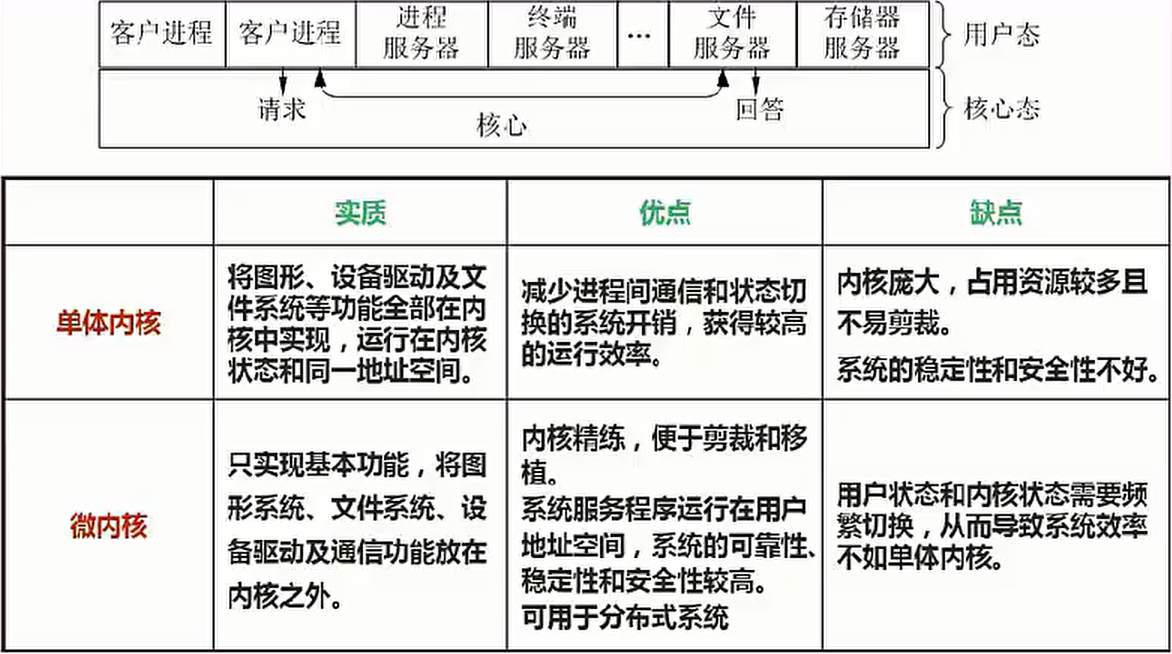 客户进程
客户进程
进程
服务器
终端
服务器
…
文件
服务器
存储器
服务器
用户态
请求
回答
核心
核心态
实质
优点
缺点
单体内核
将图形、设备驱动及文
件系统等功能全部在内
核中实现，运行在内核
状态和同一地址空间。
减少进程间通信和状态切
换的系统开销，获得较高
的运行效率。
内核庞大，占用资源较多且
不易剪裁。
系统的稳定性和安全性不好。
微内核
只实现基本功能，将图
形系统、文件系统、设
备驱动及通信功能放在
内核之外。
内核精练，便于剪裁和移
植。
系统服务程序运行在用户
地址空间，系统的可靠性、
稳定性和安全性较高。
可用于分布式系统
用户状态和内核状态需要频
繁切换，从而导致系统效率
不如单体内核。